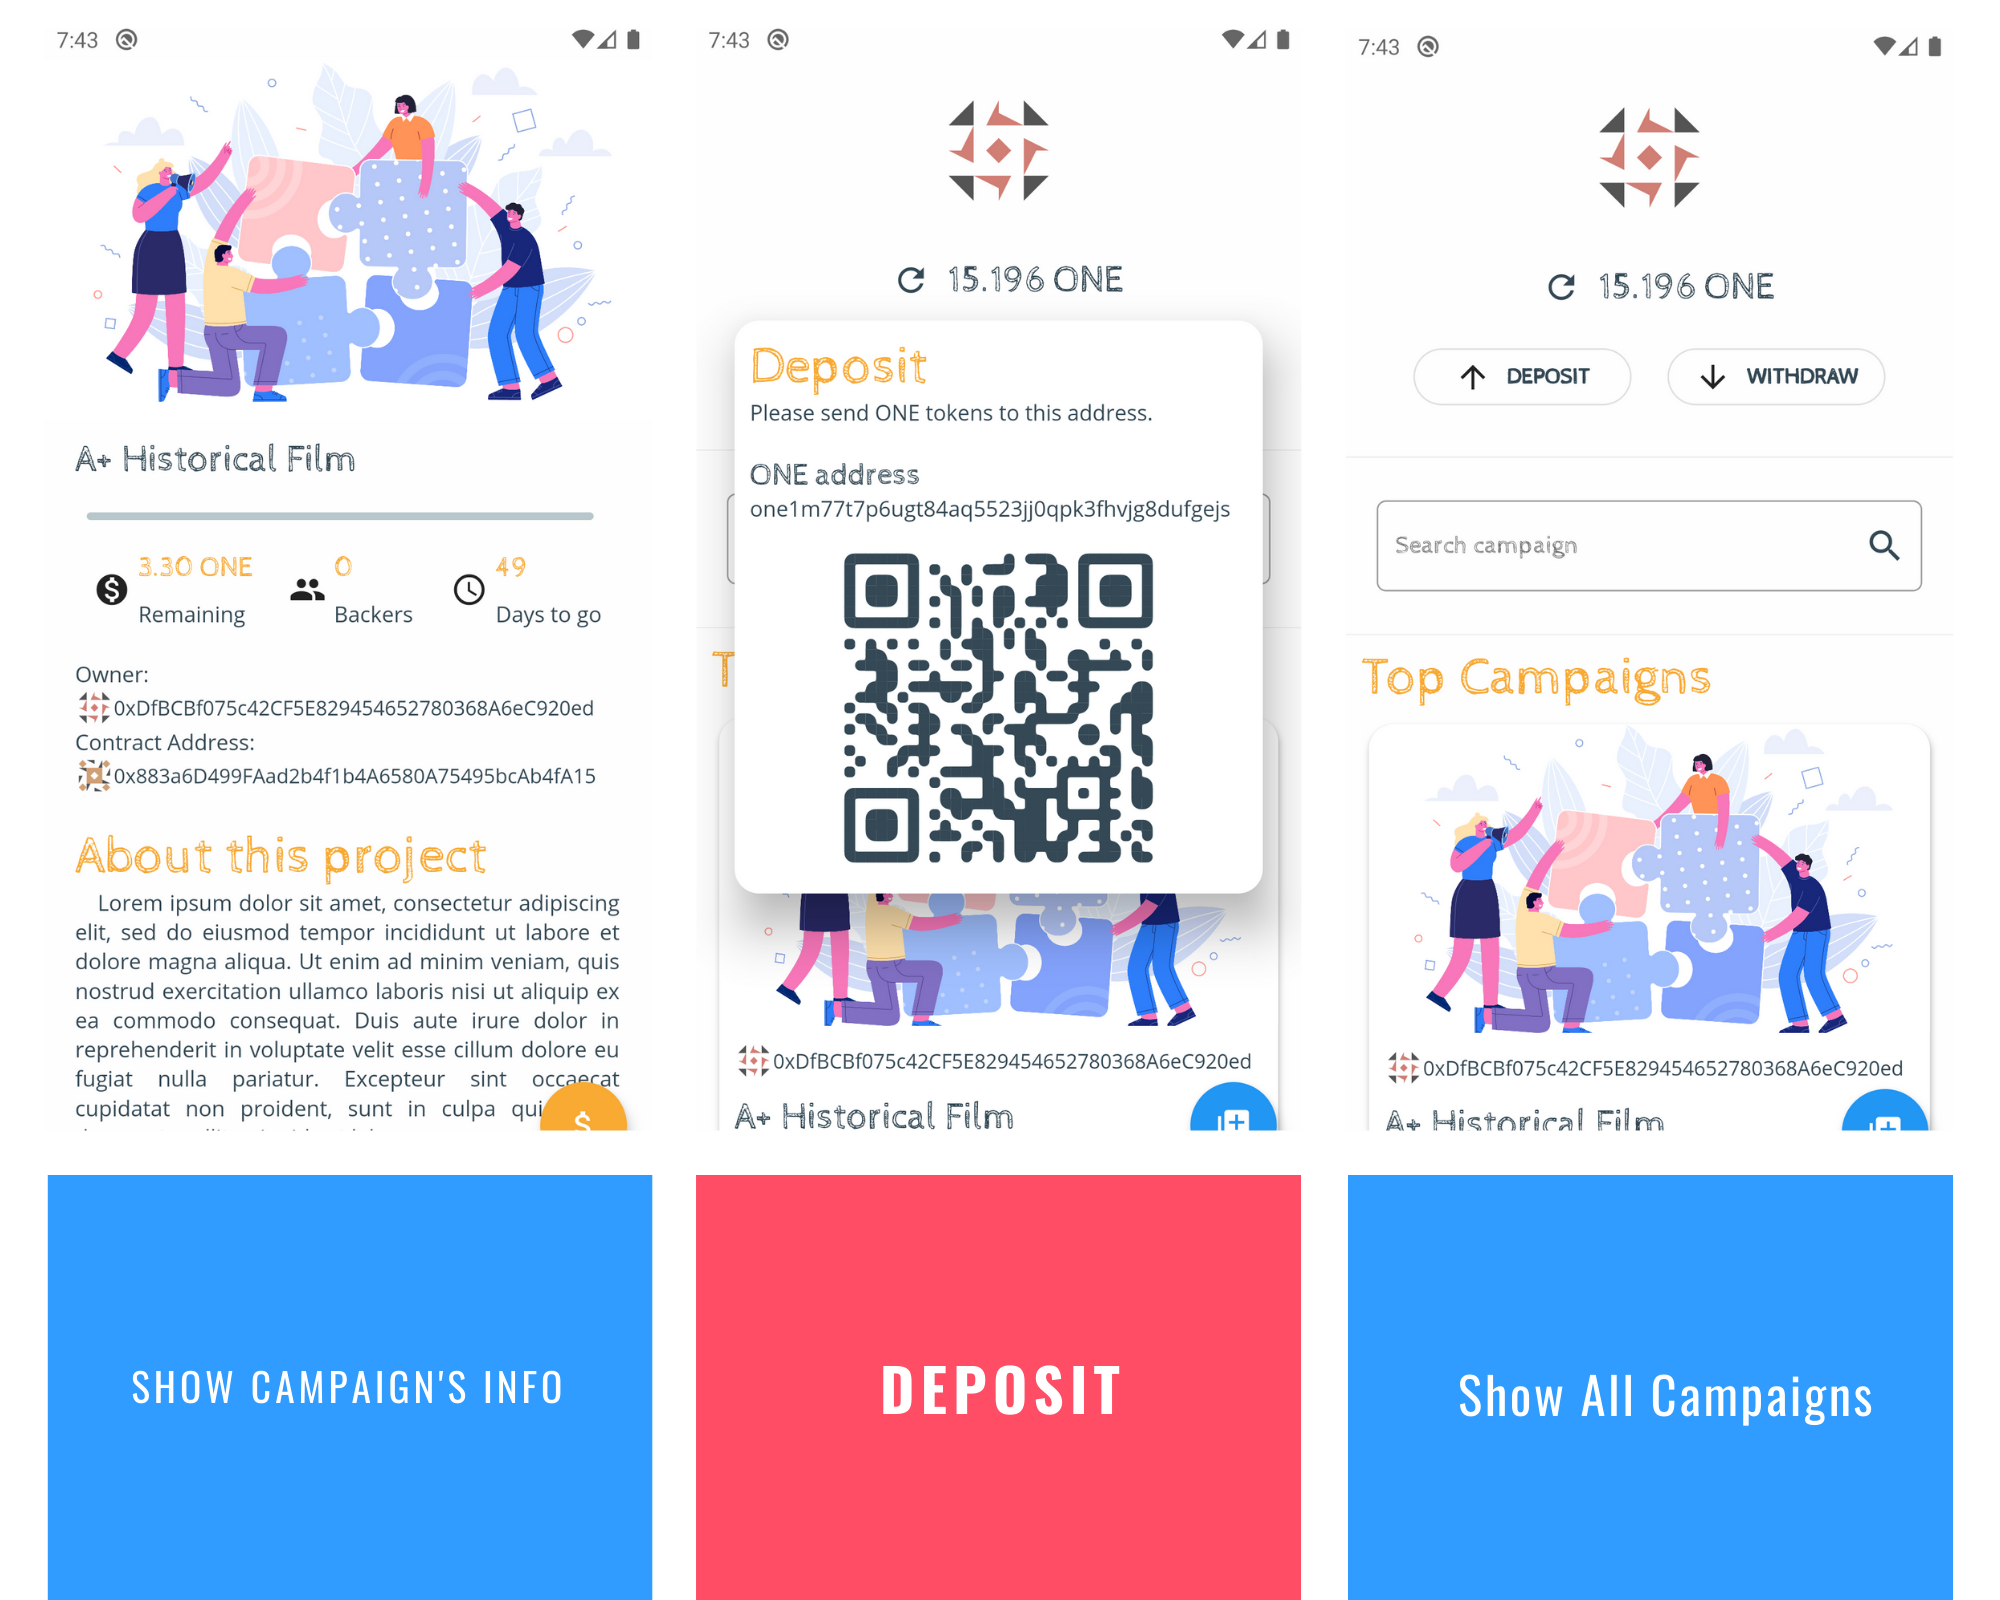 7:43
A+ Historical Film
3.30 ONE
Remaining
0
Backers
49
Days to go
Owner:
0xDfBCBf075c42CF5E829454652780368A6eC920ed
Contract Address:
0x883a6D499FAad2b4f1b4A6580A75495bcAb4fA15
About this project
Lorem ipsum dolor sit amet, consectetur adipiscing
elit, sed do eiusmod tempor incididunt ut labore et
dolore magna aliqua. Ut enim ad minim veniam, quis
nostrud exercitation ullamco laboris nisi ut aliquip ex
ea commodo consequat. Duis aute irure dolor in
reprehenderit in voluptate velit esse cillum dolore eu
fugiat nulla pariatur. Excepteur sint occaecat
cupidatat non proident, sunt in culpa qui
SHOW CAMPAIGN'S INFO
7:43
15.196 ONE
Deposit
Please send ONE tokens to this address.
ONE address
one1m77t7p6ugt84aq5523jj0qpk3fhvjg8dufgejs
T
0xDfBCBf075c42CF5E829454652780368A6eC920ed
A+ Historical Film
DEPOSIT
7:43
15.196 ONE
DEPOSIT
WITHDRAW
Search campaign
Top Campaigns
0xDfBCBf075c42CF5E829454652780368A6eC920ed
A+ Historical Film
Show All Campaigns